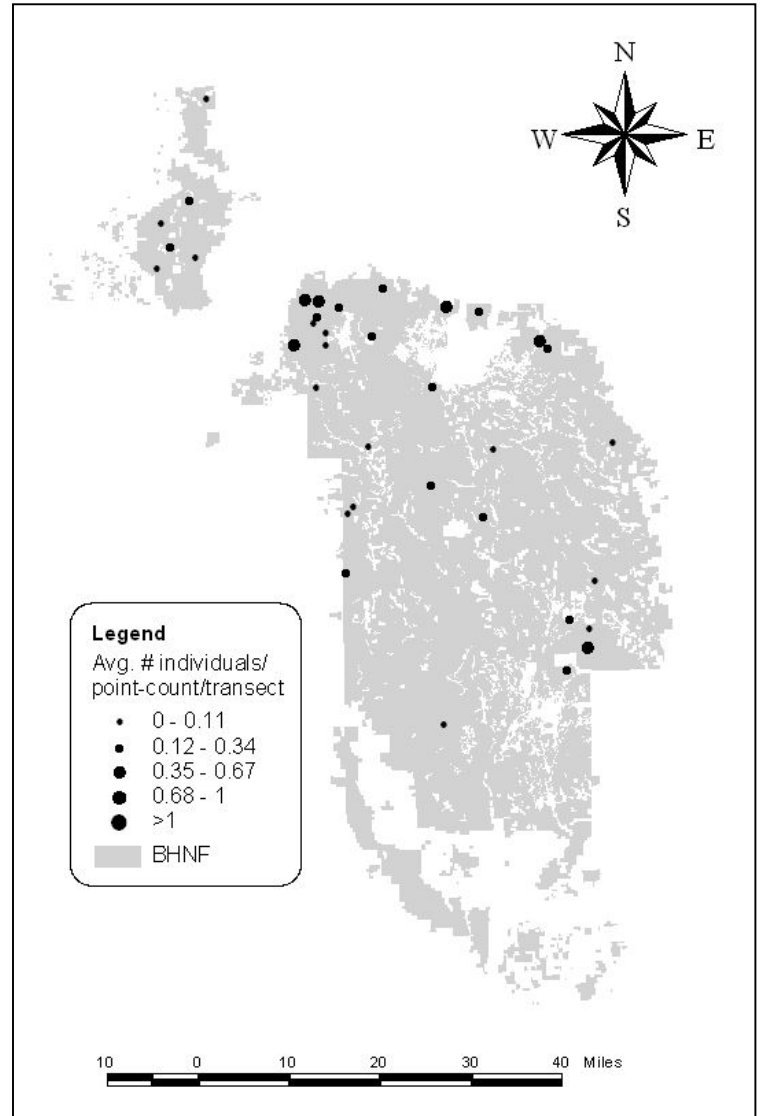 N
W E
S
Legend
Avg. # individuals/
point-count/transect
0 - 0.11
0.12 - 0.34
0.35 - 0.67
0.68 - 1
>1
BHNF
10 0 10 20 30 40 Miles